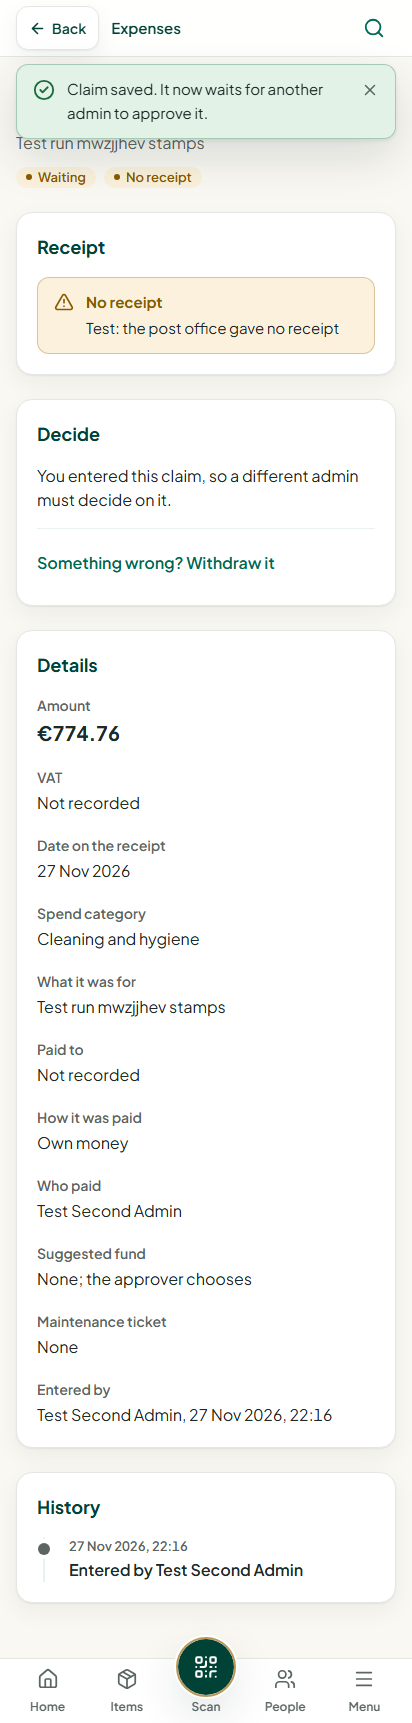 Back Expenses
Claim saved. It now waits for another
admin to approve it.
Test run mwzjjhev stamps
Waiting No receipt
Receipt
No receipt
Test: the post office gave no receipt
Decide
You entered this claim, so a different admin
must decide on it.
Something wrong? Withdraw it
Details
Amount
€774.76
VAT
Not recorded
Date on the receipt
27 Nov 2026
Spend category
Cleaning and hygiene
What it was for
Test run mwzjjhev stamps
Paid to
Not recorded
How it was paid
Own money
Who paid
Test Second Admin
Suggested fund
None; the approver chooses
Maintenance ticket
None
Entered by
Test Second Admin, 27 Nov 2026, 22:16
History
27 Nov 2026, 22:16
Entered by Test Second Admin
Home Items Scan People Menu